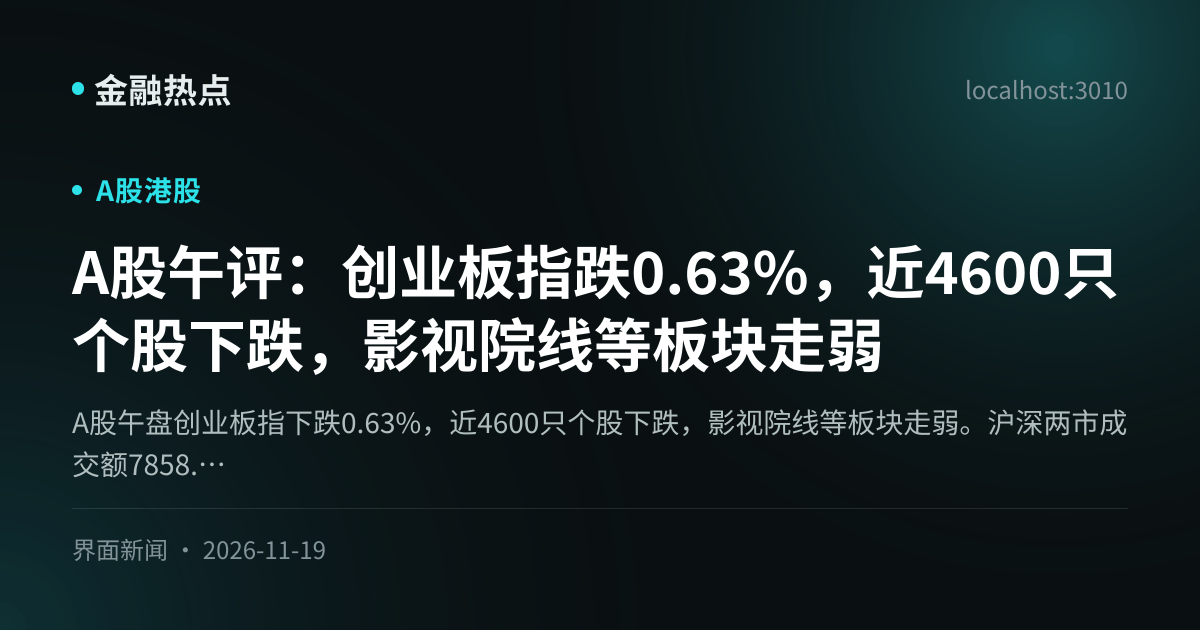 金融热点
localhost:3010
A股港股
A股午评：创业板指跌0.63%，近4600只
个股下跌，影视院线等板块走弱
A股午盘创业板指下跌0.63%，近4600只个股下跌，影视院线等板块走弱。沪深两市成
交额7858.…
界面新闻 · 2026-11-19